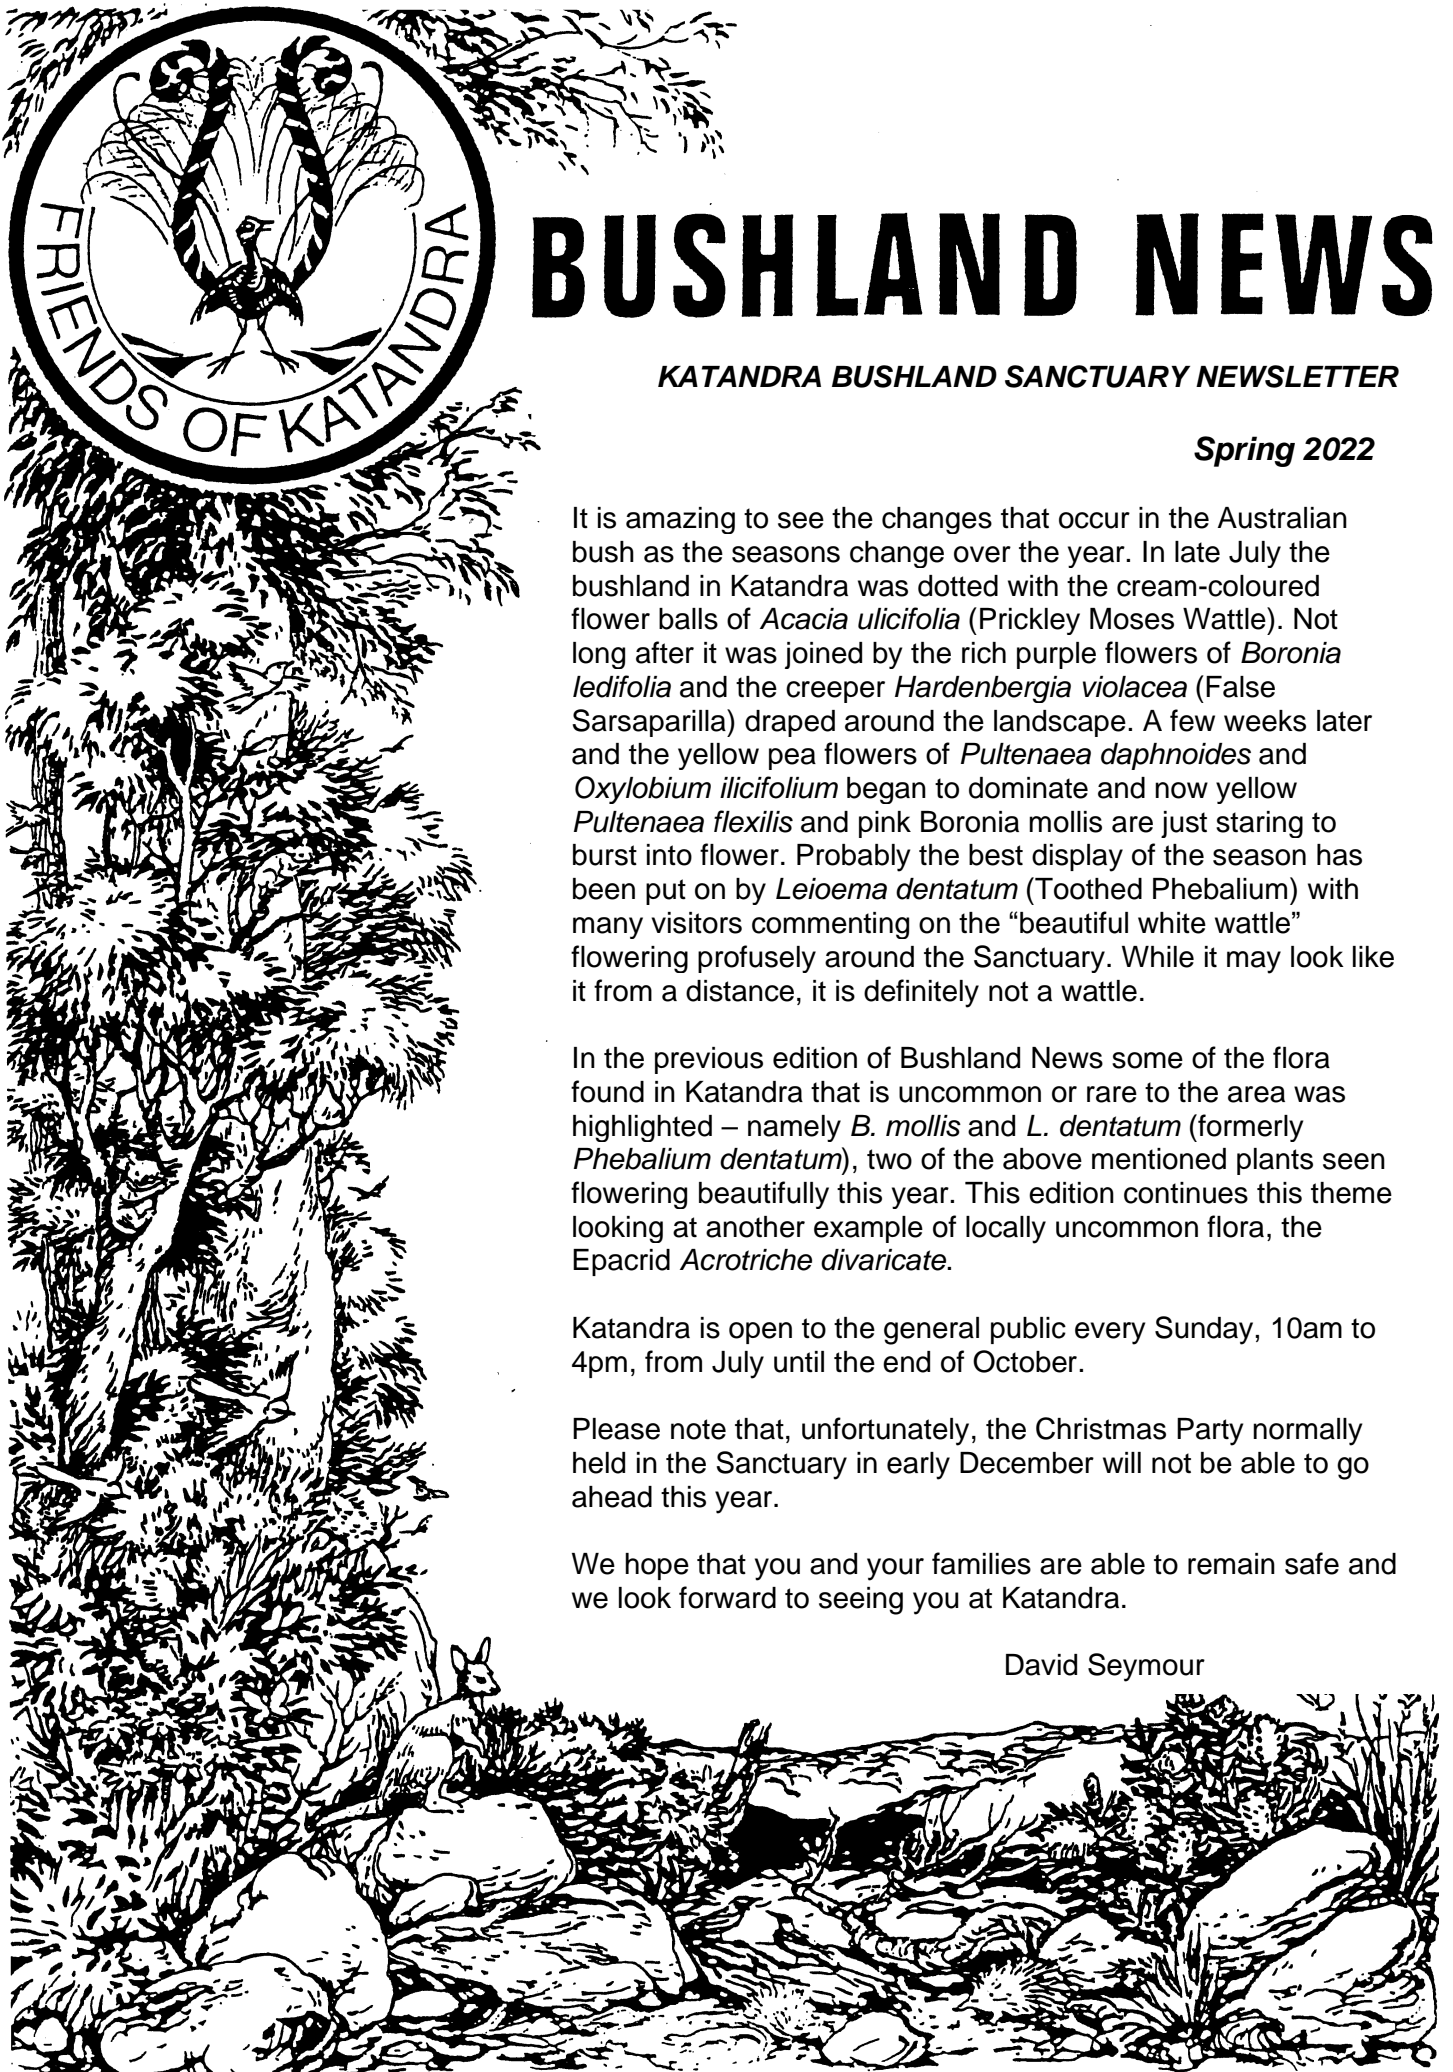 FRIENDS OF KATANDRA
BUSHLAND NEWS
KATANDRA BUSHLAND SANCTUARY NEWSLETTER
Spring 2022
It is amazing to see the changes that occur in the Australian
bush as the seasons change over the year. In late July the
bushland in Katandra was dotted with the cream-coloured
flower balls of Acacia ulicifolia (Prickley Moses Wattle). Not
long after it was joined by the rich purple flowers of Boronia
ledifolia and the creeper Hardenbergia violacea (False
Sarsaparilla) draped around the landscape. A few weeks later
and the yellow pea flowers of Pultenaea daphnoides and
Oxylobium ilicifolium began to dominate and now yellow
Pultenaea flexilis and pink Boronia mollis are just staring to
burst into flower. Probably the best display of the season has
been put on by Leioema dentatum (Toothed Phebalium) with
many visitors commenting on the “beautiful white wattle”
flowering profusely around the Sanctuary. While it may look like
it from a distance, it is definitely not a wattle.
In the previous edition of Bushland News some of the flora
found in Katandra that is uncommon or rare to the area was
highlighted – namely B. mollis and L. dentatum (formerly
Phebalium dentatum), two of the above mentioned plants seen
flowering beautifully this year. This edition continues this theme
looking at another example of locally uncommon flora, the
Epacrid Acrotriche divaricate.
Katandra is open to the general public every Sunday, 10am to
4pm, from July until the end of October.
Please note that, unfortunately, the Christmas Party normally
held in the Sanctuary in early December will not be able to go
ahead this year.
We hope that you and your families are able to remain safe and
we look forward to seeing you at Katandra.
David Seymour